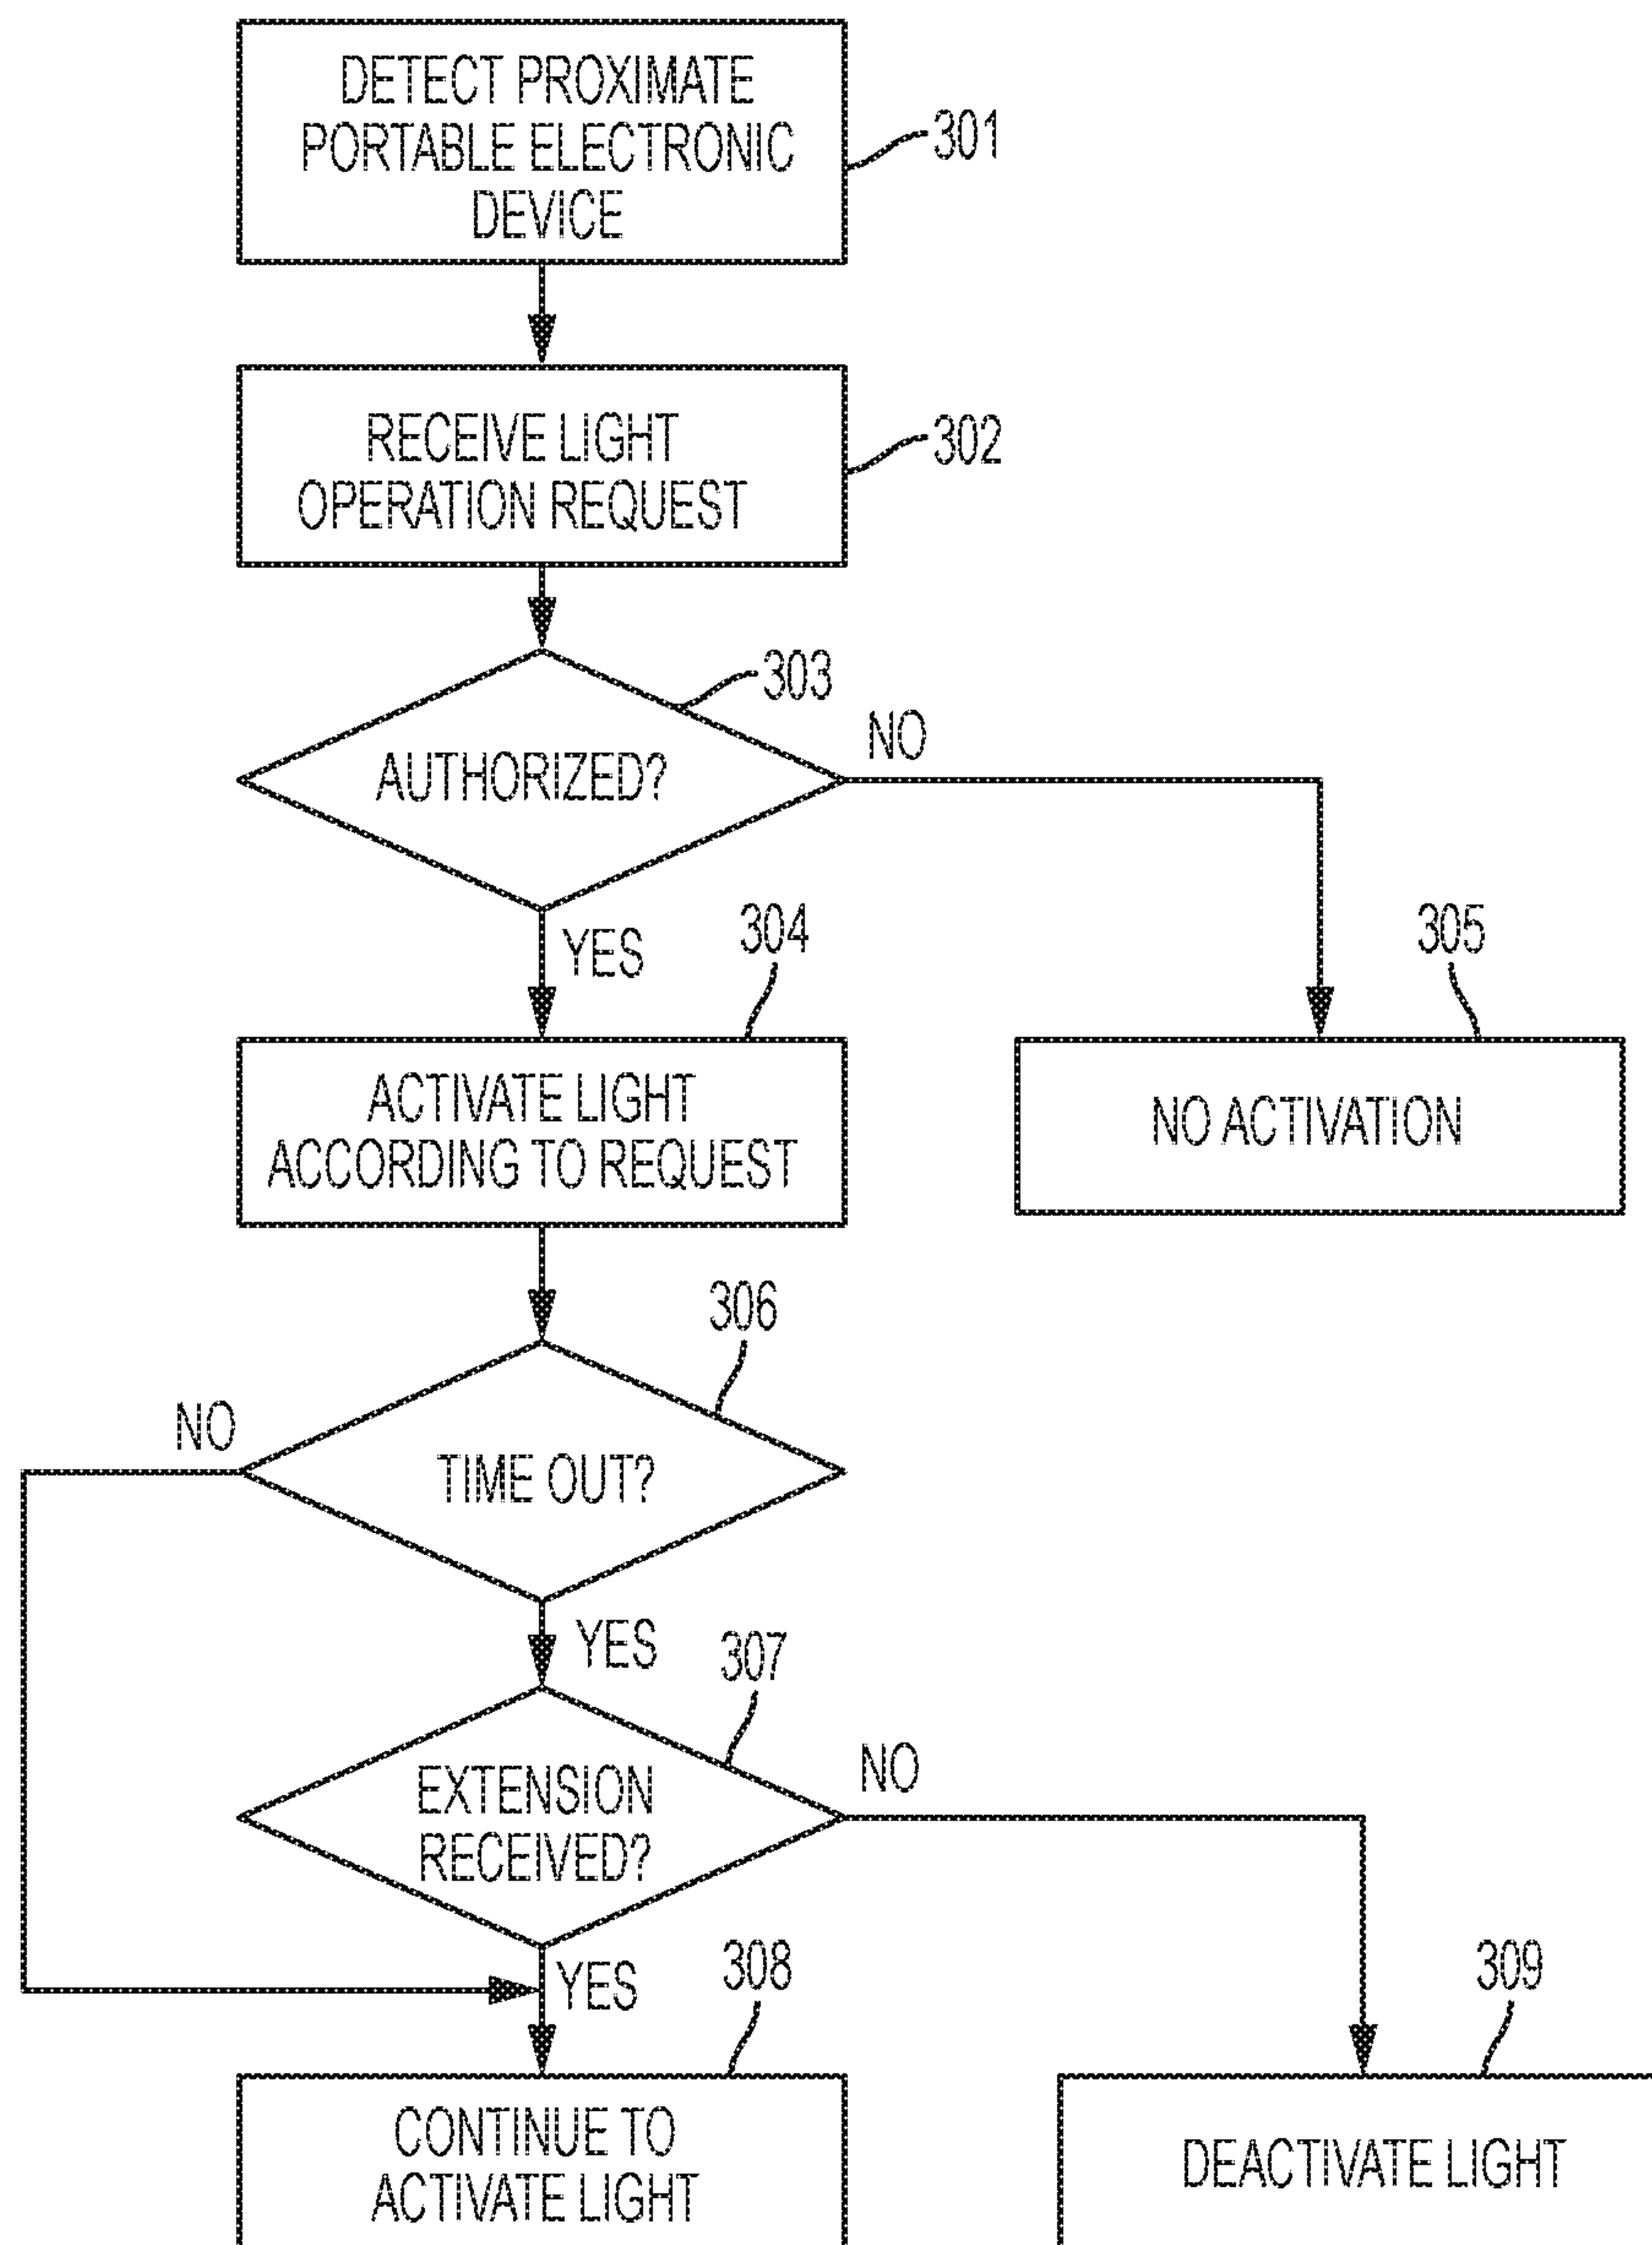 DETECT PROXIMATE
PORTABLE ELECTRONIC
DEVICE
301
RECEIVE LIGHT
OPERATION REQUEST
302
303
AUTHORIZED?
NO
YES
304
305
ACTIVATE LIGHT
ACCORDING TO REQUEST
NO ACTIVATION
306
NO
TIME OUT?
YES
307
EXTENSION
RECEIVED?
NO
YES
308
309
CONTINUE TO
ACTIVATE LIGHT
DEACTIVATE LIGHT